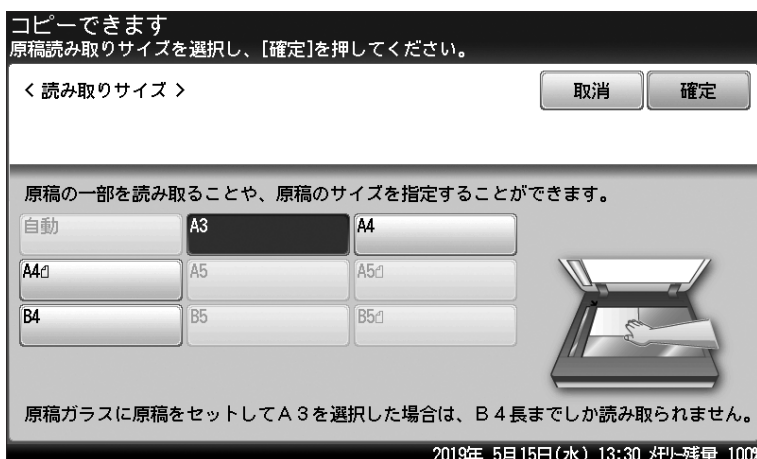 コピーできます
原稿読み取りサイズを選択し、[確定]を押してください。
< 読み取りサイズ > 取消 確定
原稿の一部を読み取ることや、原稿のサイズを指定することができます。
自動 A3 A4
A4 A5 A5
B4 B5 B5
原稿ガラスに原稿をセットしてA3を選択した場合は、B4長までしか読み取られません。
2019年 5月15日(水) 13:30 ﾒﾓﾘｰ残量 100%